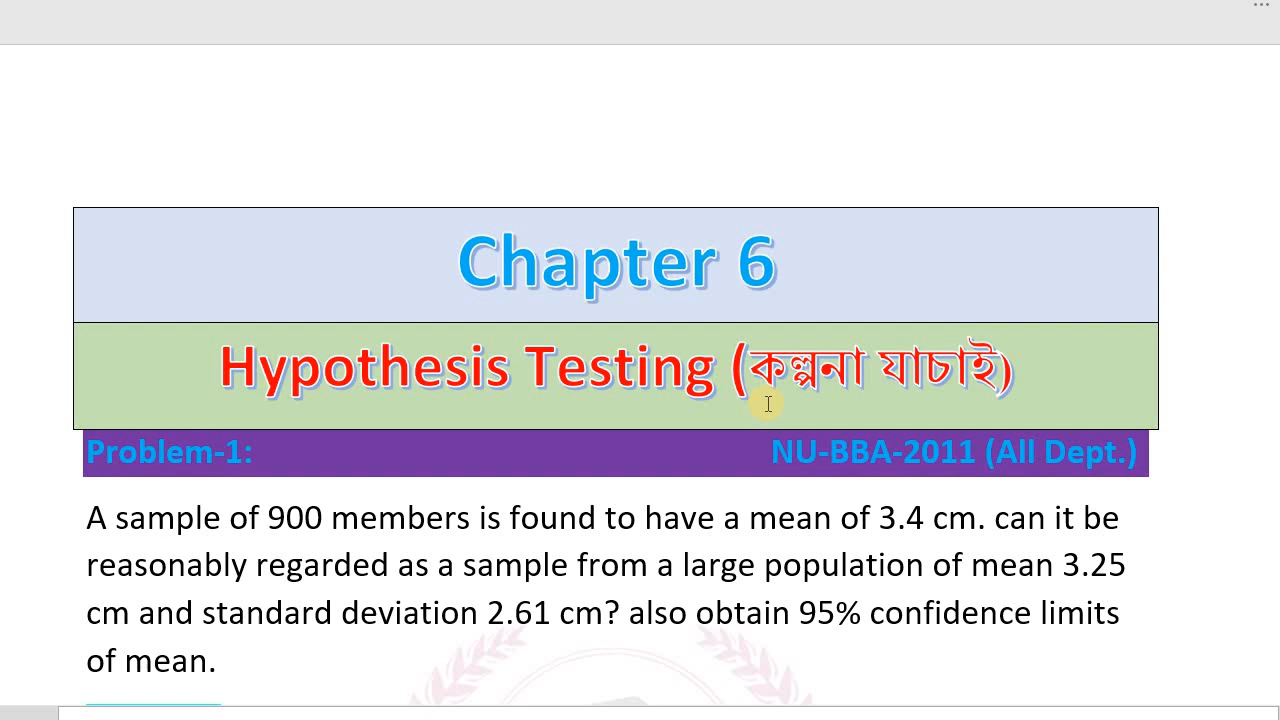 Chapter 6
Hypothesis Testing (কল্পনা যাচাই)
Problem-1: NU-BBA-2011 (All Dept.)
A sample of 900 members is found to have a mean of 3.4 cm. can it be
reasonably regarded as a sample from a large population of mean 3.25
cm and standard deviation 2.61 cm? also obtain 95% confidence limits
of mean.